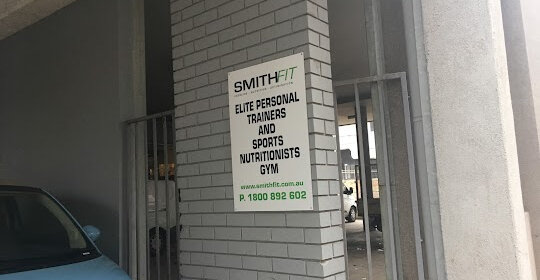 SMITHFIT
ELITE PERSONAL
TRAINERS
AND
SPORTS
NUTRITIONISTS
GYM
www.smithfit.com.au
P. 1800 892 602